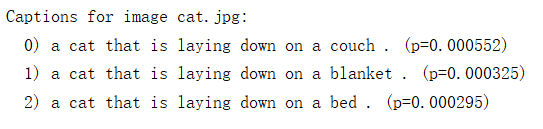 Captions for image cat.jpg:
0) a cat that is laying down on a couch . (p=0.000552)
1) a cat that is laying down on a blanket . (p=0.000325)
2) a cat that is laying down on a bed . (p=0.000295)